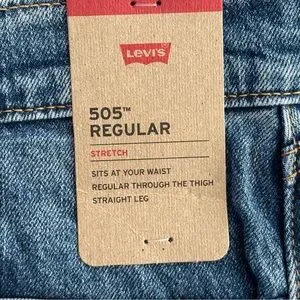 Levi's
505™
REGULAR
STRETCH
SITS AT YOUR WAIST
REGULAR THROUGH THE THIGH
STRAIGHT LEG